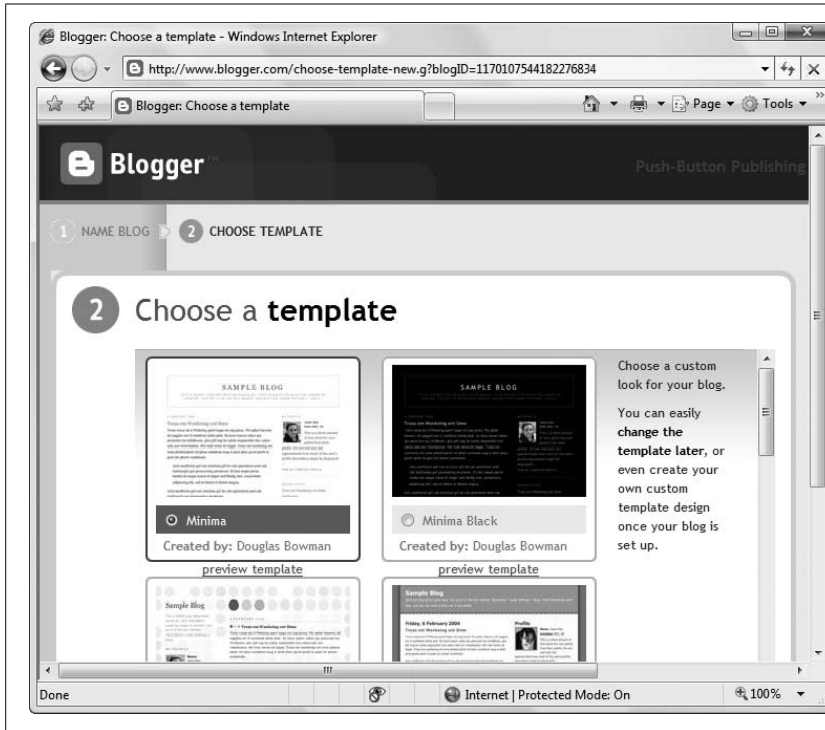 Blogger: Choose a template - Windows Internet Explorer
http://www.blogger.com/choose-template-new.g?blogID=1170107544182276834
Blogger: Choose a template
Page
Tools
Blogger™
Push-Button Publishing
1 NAME BLOG
2 CHOOSE TEMPLATE
2 Choose a template
SAMPLE BLOG
Minima
Created by: Douglas Bowman
preview template
SAMPLE BLOG
Minima Black
Created by: Douglas Bowman
preview template
Sample Blog
Sample Blog
Friday, 6 February 2004
Profile
Choose a custom
look for your blog.
You can easily
change the
template later, or
even create your
own custom
template design
once your blog is
set up.
Done
Internet | Protected Mode: On
100%